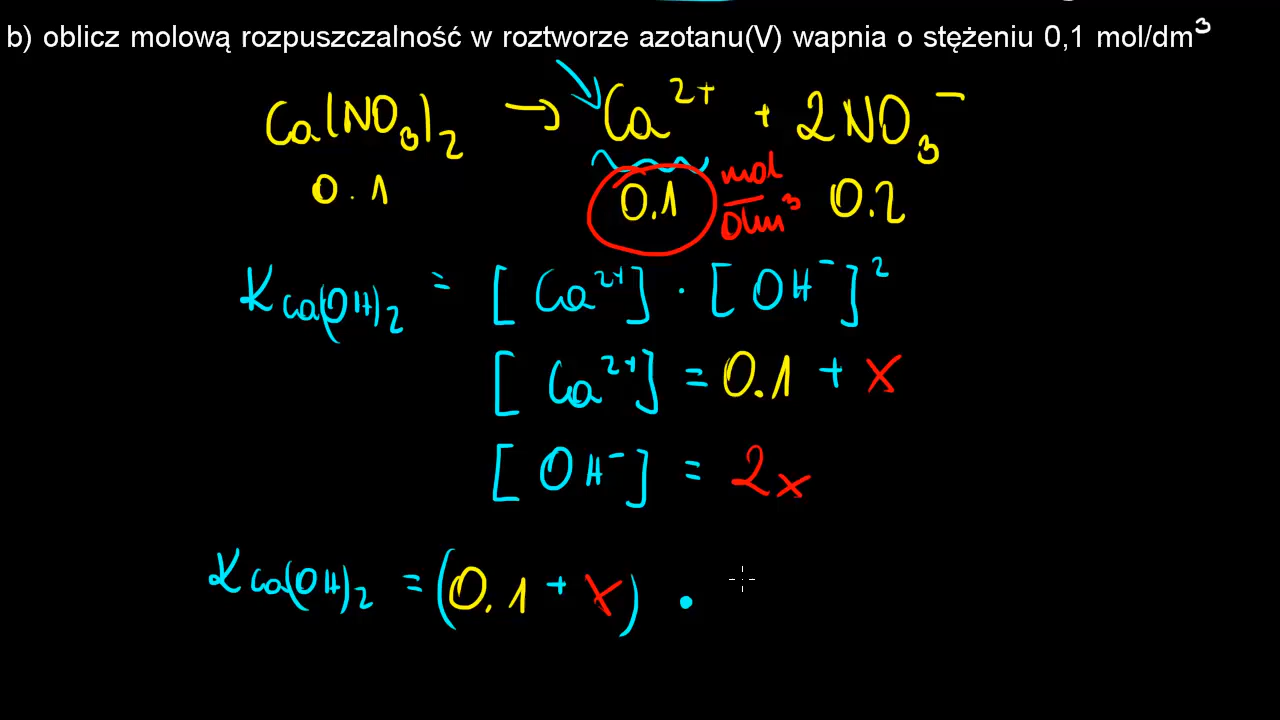 b) oblicz molową rozpuszczalność w roztworze azotanu(V) wapnia o stężeniu 0,1 mol/dm³
Ca(NO₃)₂ → Ca²⁺ + 2NO₃⁻
0.1 0.1 mol/dm³ 0.2
K Ca(OH)₂ = [Ca²⁺] · [OH⁻]²
[Ca²⁺] = 0.1 + x
[OH⁻] = 2x
K Ca(OH)₂ = (0.1 + x) ·